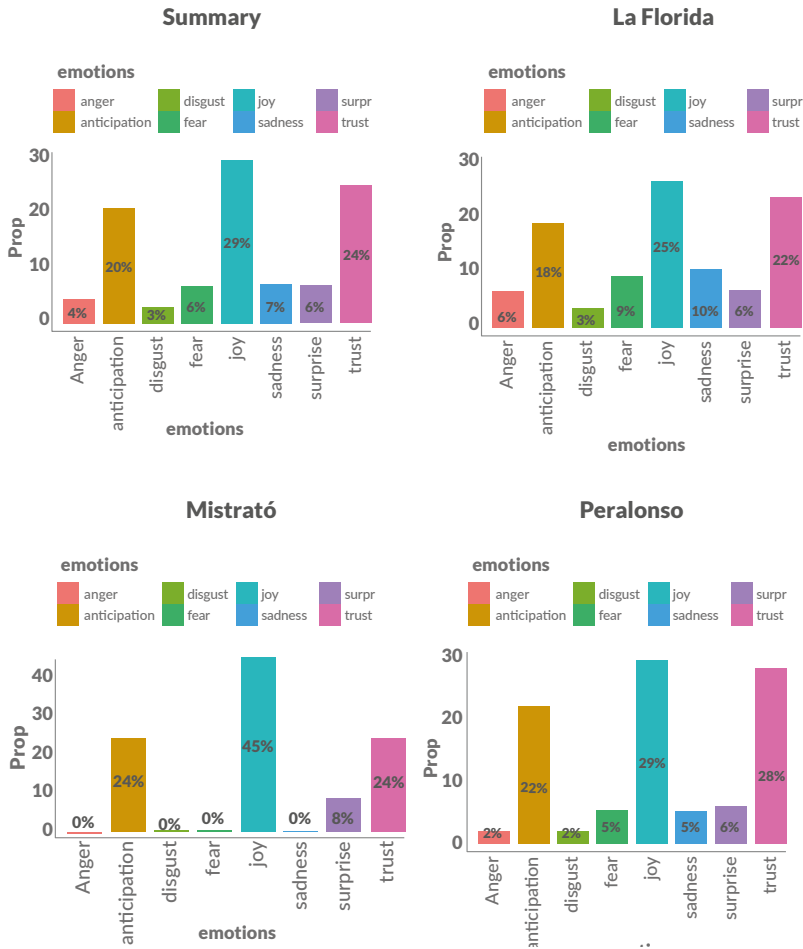 Summary
emotions
anger disgust joy surpr
anticipation fear sadness trust
30
20
10
0
Prop
4% 20% 3% 6% 29% 7% 6% 24%
Anger anticipation disgust fear joy sadness surprise trust
emotions
La Florida
emotions
anger disgust joy surpr
anticipation fear sadness trust
30
20
10
0
Prop
6% 18% 3% 9% 25% 10% 6% 22%
Anger anticipation disgust fear joy sadness surprise trust
emotions
Mistrató
emotions
anger disgust joy surpr
anticipation fear sadness trust
40
30
20
10
0
Prop
0% 24% 0% 0% 45% 0% 8% 24%
Anger anticipation disgust fear joy sadness surprise trust
emotions
Peralonso
emotions
anger disgust joy surpr
anticipation fear sadness trust
30
20
10
0
Prop
2% 22% 2% 5% 29% 5% 6% 28%
Anger anticipation disgust fear joy sadness surprise trust